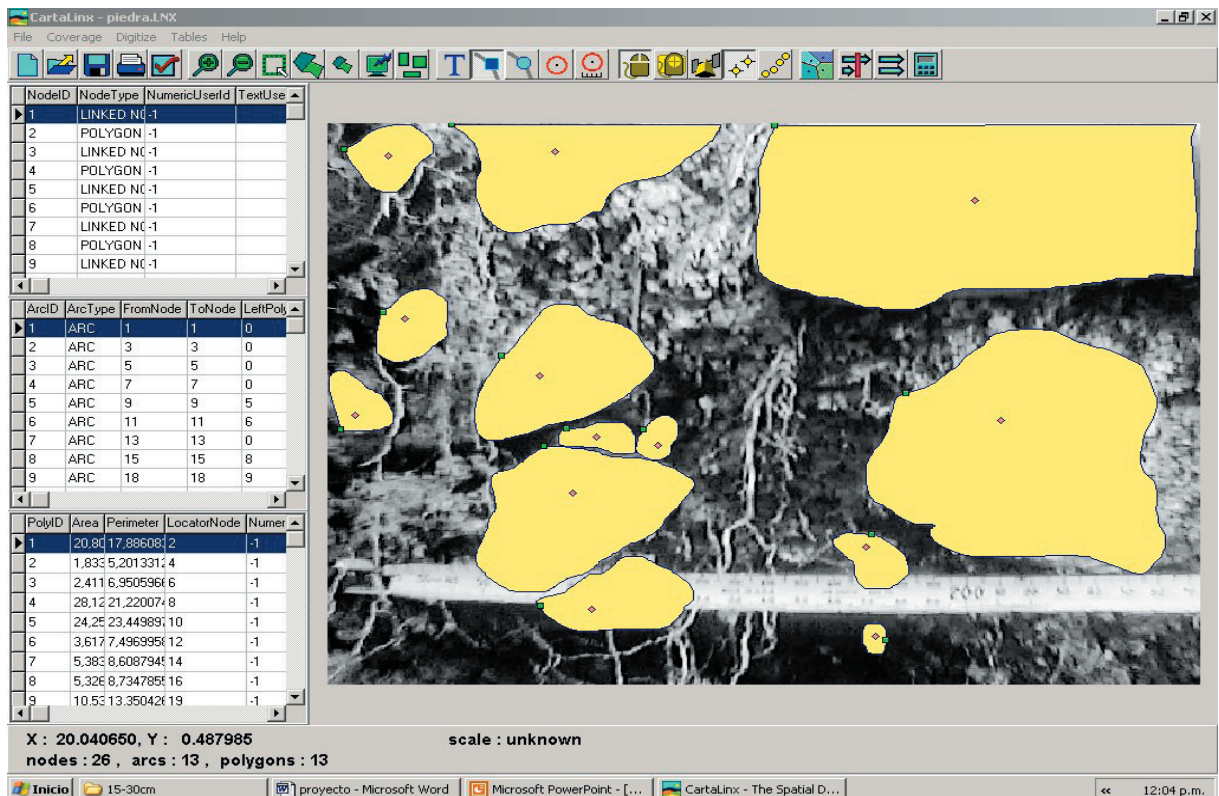 CartaLinx - piedra.LNX
File Coverage Digitize Tables Help
T
NodeID NodeType NumericUserId TextUse
1 LINKED NO -1
2 POLYGON -1
3 LINKED NO -1
4 POLYGON -1
5 LINKED NO -1
6 POLYGON -1
7 LINKED NO -1
8 POLYGON -1
9 LINKED NO -1
ArcID ArcType FromNode ToNode LeftPoly
1 ARC 1 1 0
2 ARC 3 3 0
3 ARC 5 5 0
4 ARC 7 7 0
5 ARC 9 9 5
6 ARC 11 11 6
7 ARC 13 13 0
8 ARC 15 15 8
9 ARC 18 18 9
PolyID Area Perimeter LocatorNode Numer
1 20,80 17,886083 2 -1
2 1,833 5,2013312 4 -1
3 2,411 6,9505966 6 -1
4 28,12 21,220074 8 -1
5 24,25 23,449897 10 -1
6 3,617 7,4969958 12 -1
7 5,383 8,6087945 14 -1
8 5,326 8,7347855 16 -1
9 10,53 13,350426 19 -1
200
X : 20.040650, Y : 0.487985 scale : unknown
nodes : 26 , arcs : 13 , polygons : 13
Inicio 15-30cm proyecto - Microsoft Word Microsoft PowerPoint - [... CartaLinx - The Spatial D... « 12:04 p.m.